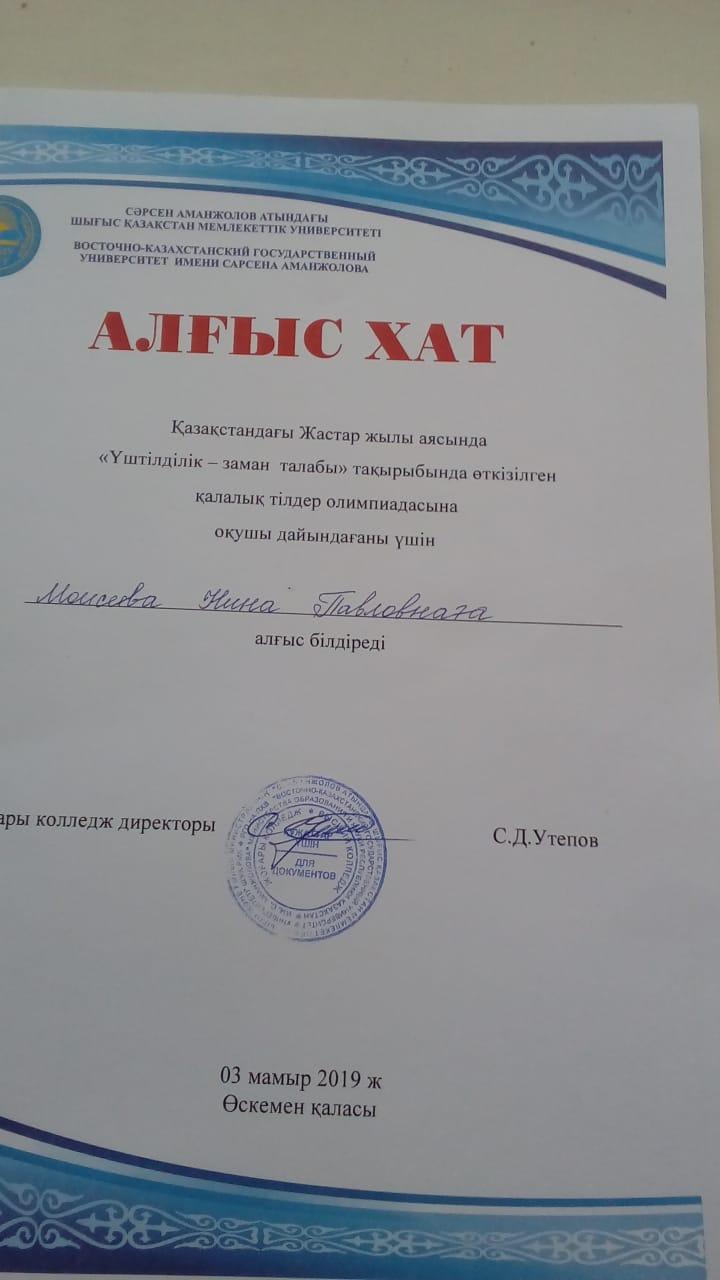 СӘРСЕН АМАНЖОЛОВ АТЫНДАҒЫ
ШЫҒЫС ҚАЗАҚСТАН МЕМЛЕКЕТТІК УНИВЕРСИТЕТІ
ВОСТОЧНО-КАЗАХСТАНСКИЙ ГОСУДАРСТВЕННЫЙ
УНИВЕРСИТЕТ ИМЕНИ САРСЕНА АМАНЖОЛОВА
АЛҒЫС ХАТ
Қазақстандағы Жастар жылы аясында
«Үштілділік – заман талабы» тақырыбында өткізілген
қалалық тілдер олимпиадасына
оқушы дайындағаны үшін
Моисеева Нина Павловнаға
алғыс білдіреді
ары колледж директоры
С.Д.Утепов
ҮШІН
ДЛЯ
ДОКУМЕНТОВ
03 мамыр 2019 ж
Өскемен қаласы